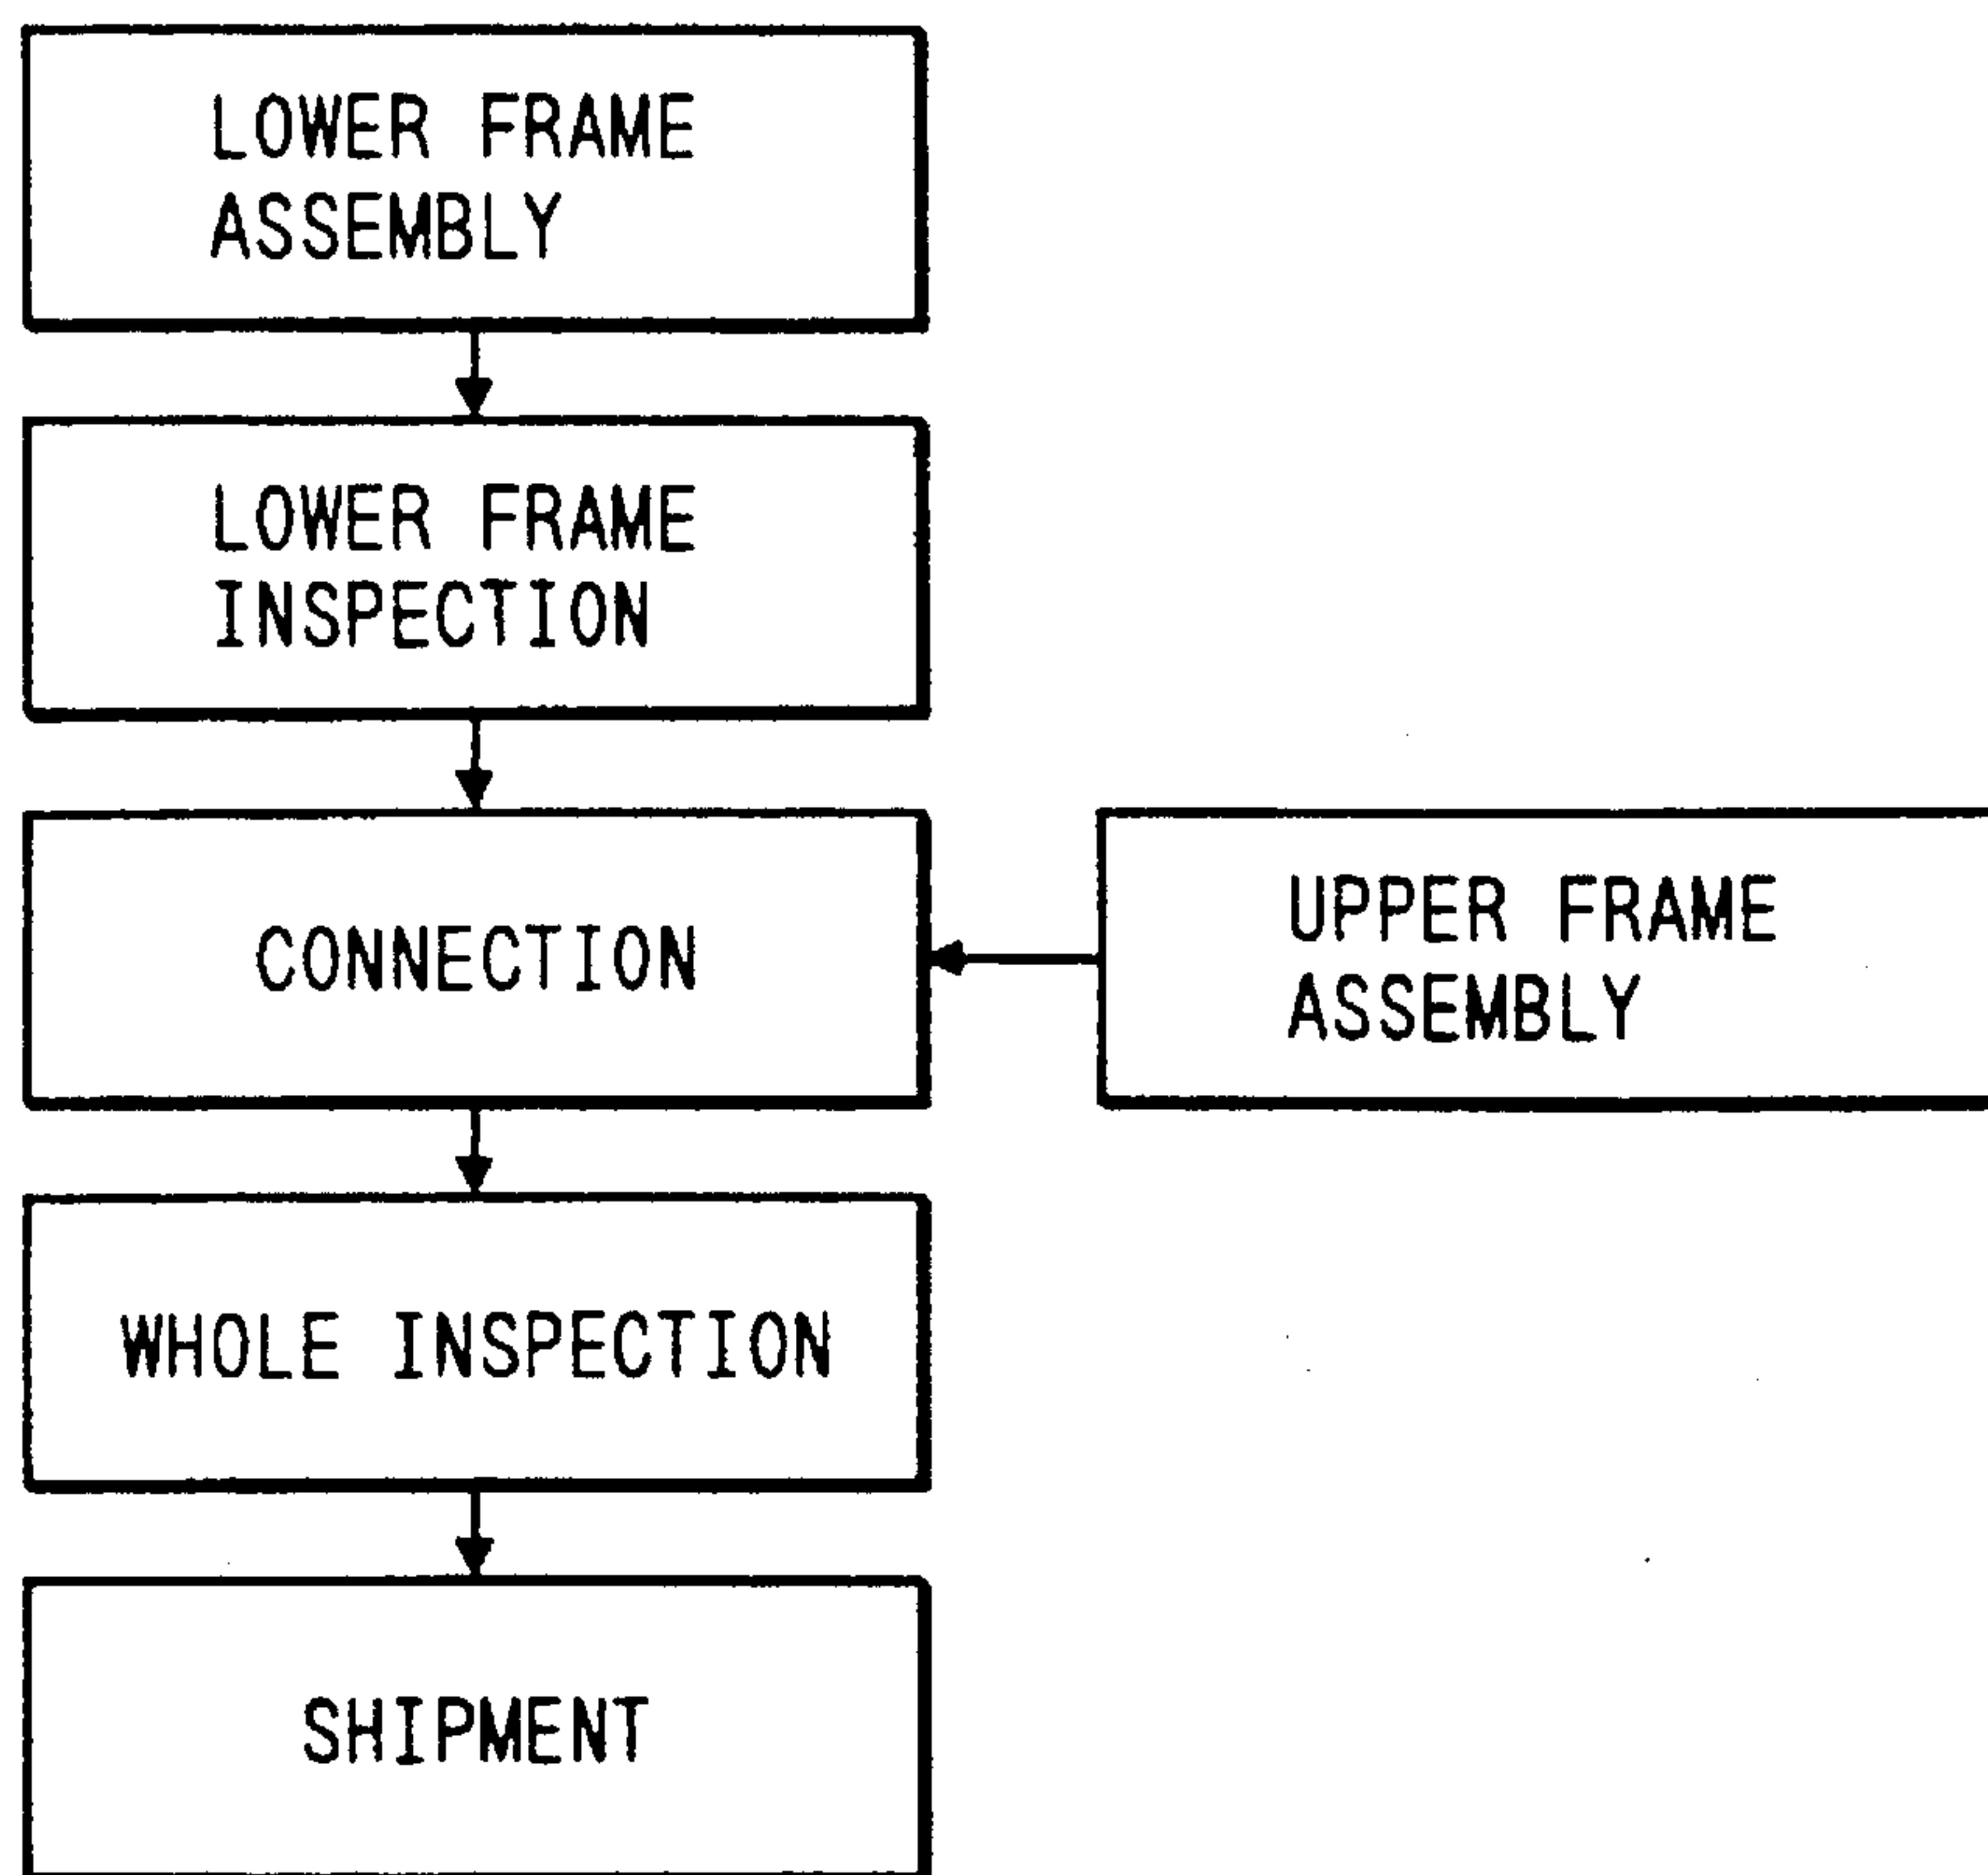 LOWER FRAME
ASSEMBLY
LOWER FRAME
INSPECTION
CONNECTION
UPPER FRAME
ASSEMBLY
WHOLE INSPECTION
SHIPMENT